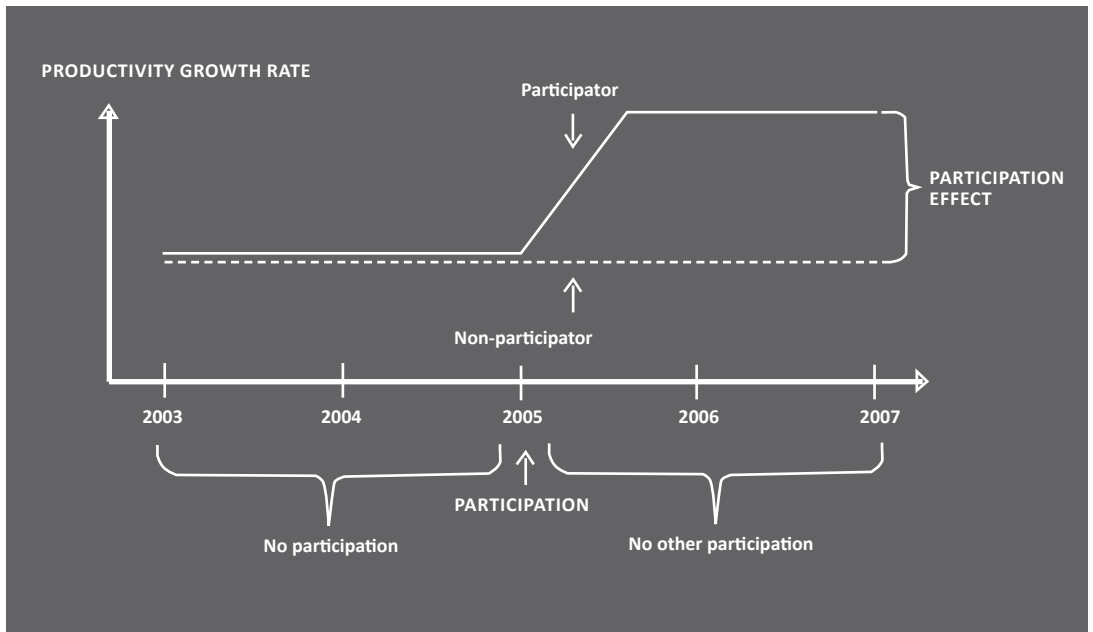 PRODUCTIVITY GROWTH RATE
Participator
PARTICIPATION
EFFECT
Non-participator
2003
2004
2005
2006
2007
PARTICIPATION
No participation
No other participation